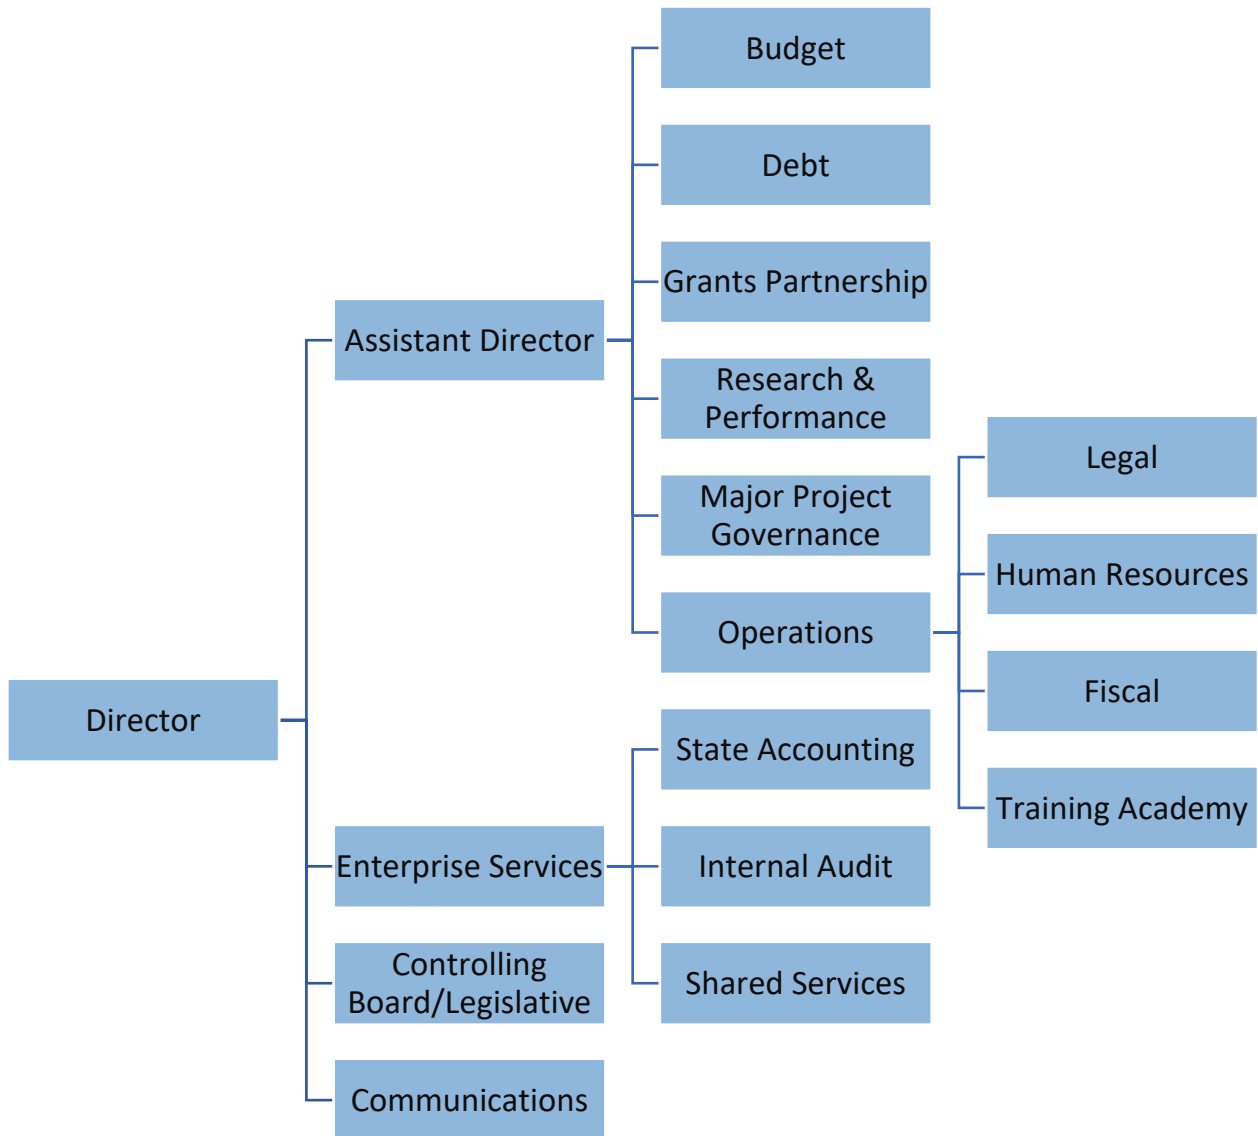 Director
Assistant Director
Budget
Debt
Grants Partnership
Research &
Performance
Major Project
Governance
Operations
Legal
Human Resources
Fiscal
Training Academy
Enterprise Services
State Accounting
Internal Audit
Shared Services
Controlling
Board/Legislative
Communications